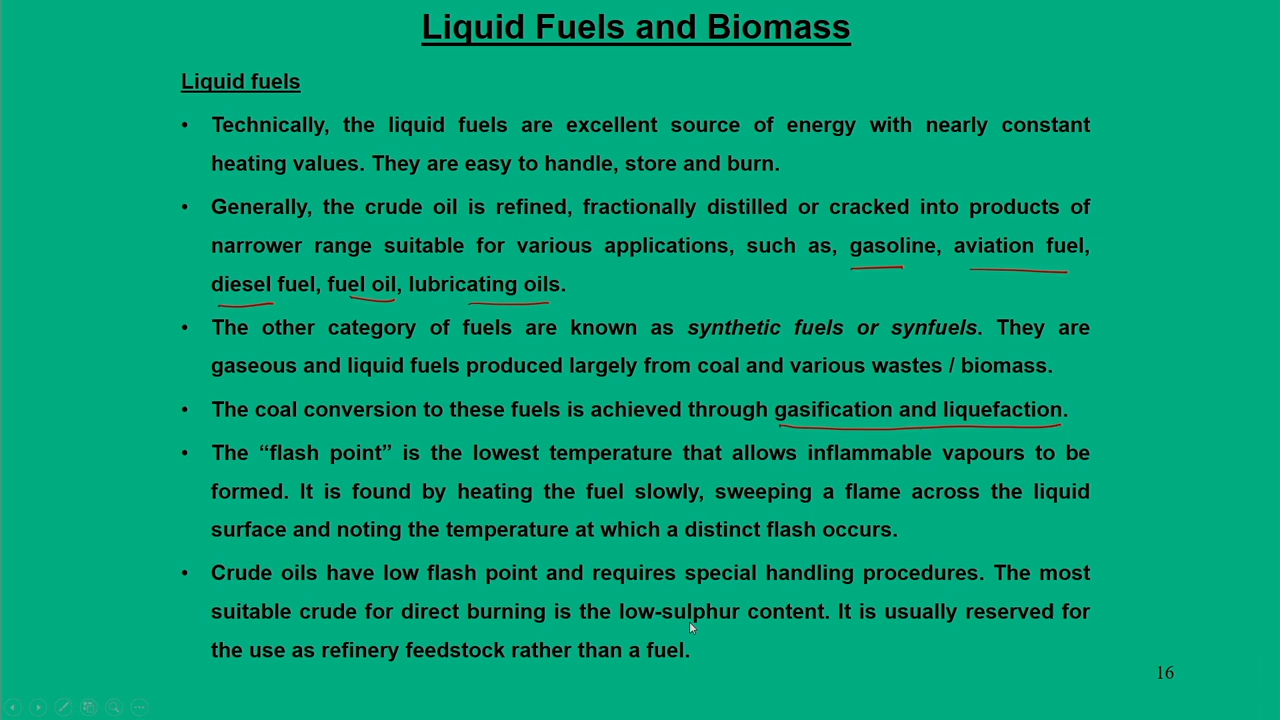 Liquid Fuels and Biomass
Liquid fuels
• Technically, the liquid fuels are excellent source of energy with nearly constant
heating values. They are easy to handle, store and burn.
• Generally, the crude oil is refined, fractionally distilled or cracked into products of
narrower range suitable for various applications, such as, gasoline, aviation fuel,
diesel fuel, fuel oil, lubricating oils.
• The other category of fuels are known as synthetic fuels or synfuels. They are
gaseous and liquid fuels produced largely from coal and various wastes / biomass.
• The coal conversion to these fuels is achieved through gasification and liquefaction.
• The “flash point” is the lowest temperature that allows inflammable vapours to be
formed. It is found by heating the fuel slowly, sweeping a flame across the liquid
surface and noting the temperature at which a distinct flash occurs.
• Crude oils have low flash point and requires special handling procedures. The most
suitable crude for direct burning is the low-sulphur content. It is usually reserved for
the use as refinery feedstock rather than a fuel.
16